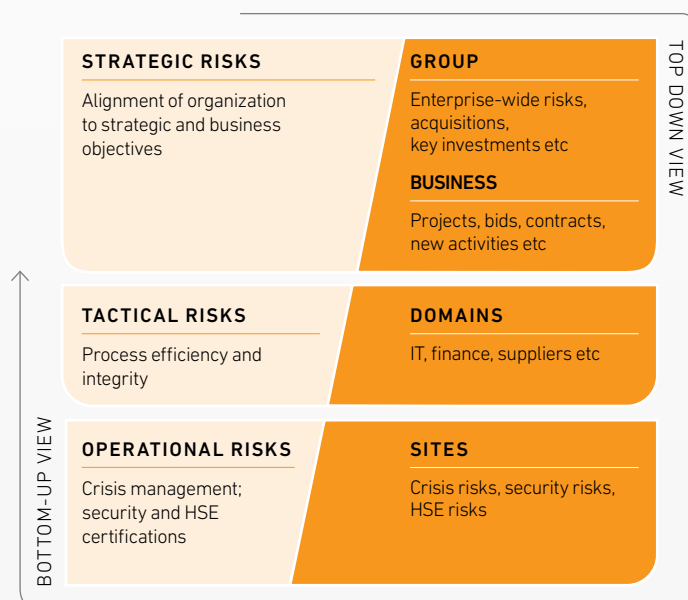 STRATEGIC RISKS
Alignment of organization
to strategic and business
objectives
GROUP
Enterprise-wide risks,
acquisitions,
key investments etc
BUSINESS
Projects, bids, contracts,
new activities etc
TOP DOWN VIEW
TACTICAL RISKS
Process efficiency and
integrity
DOMAINS
IT, finance, suppliers etc
OPERATIONAL RISKS
Crisis management;
security and HSE
certifications
SITES
Crisis risks, security risks,
HSE risks
BOTTOM-UP VIEW